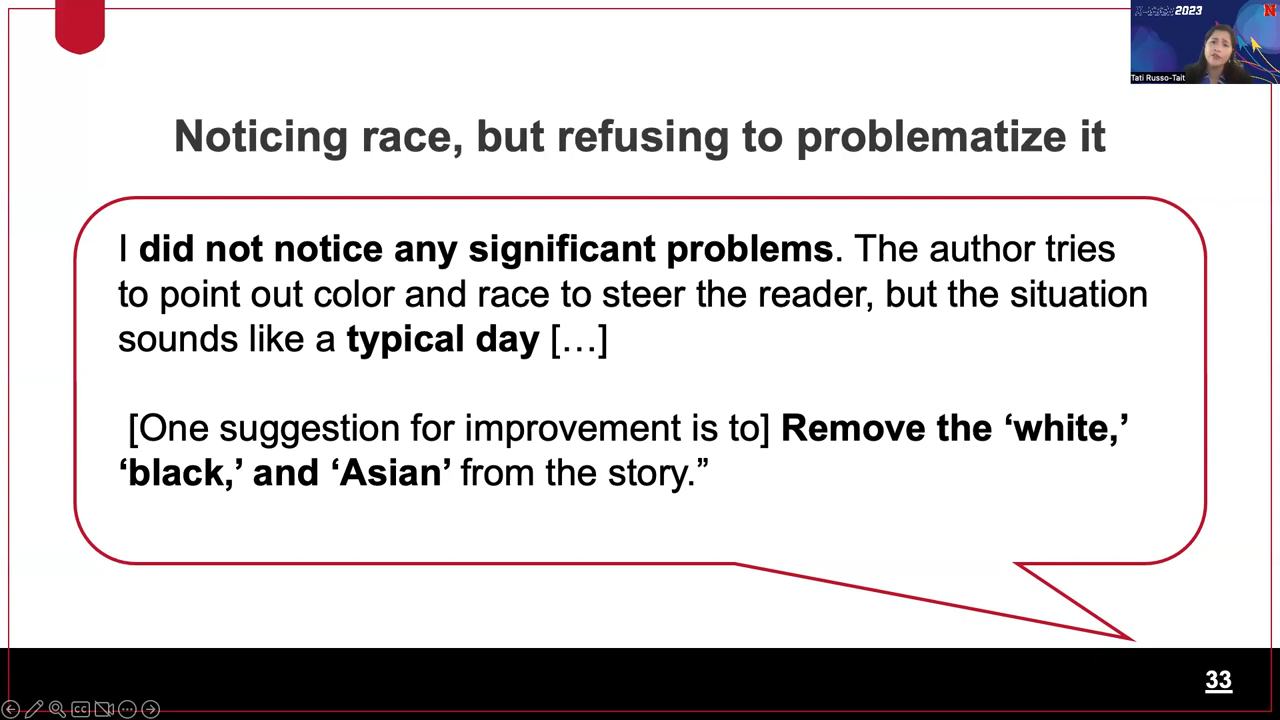 2023
N
Tati Russo-Tait
Noticing race, but refusing to problematize it
I did not notice any significant problems. The author tries
to point out color and race to steer the reader, but the situation
sounds like a typical day […]
[One suggestion for improvement is to] Remove the ‘white,’
‘black,’ and ‘Asian’ from the story.”
33
CC